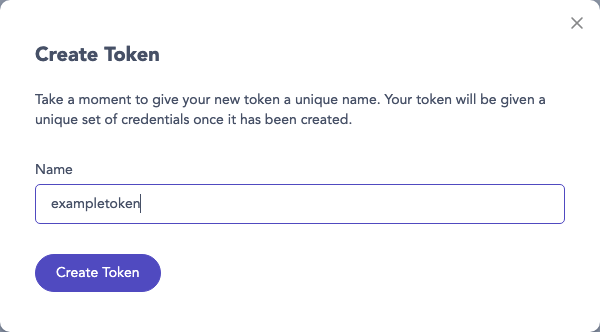 Create Token
Take a moment to give your new token a unique name. Your token will be given a
unique set of credentials once it has been created.
Name
exampletoken
Create Token